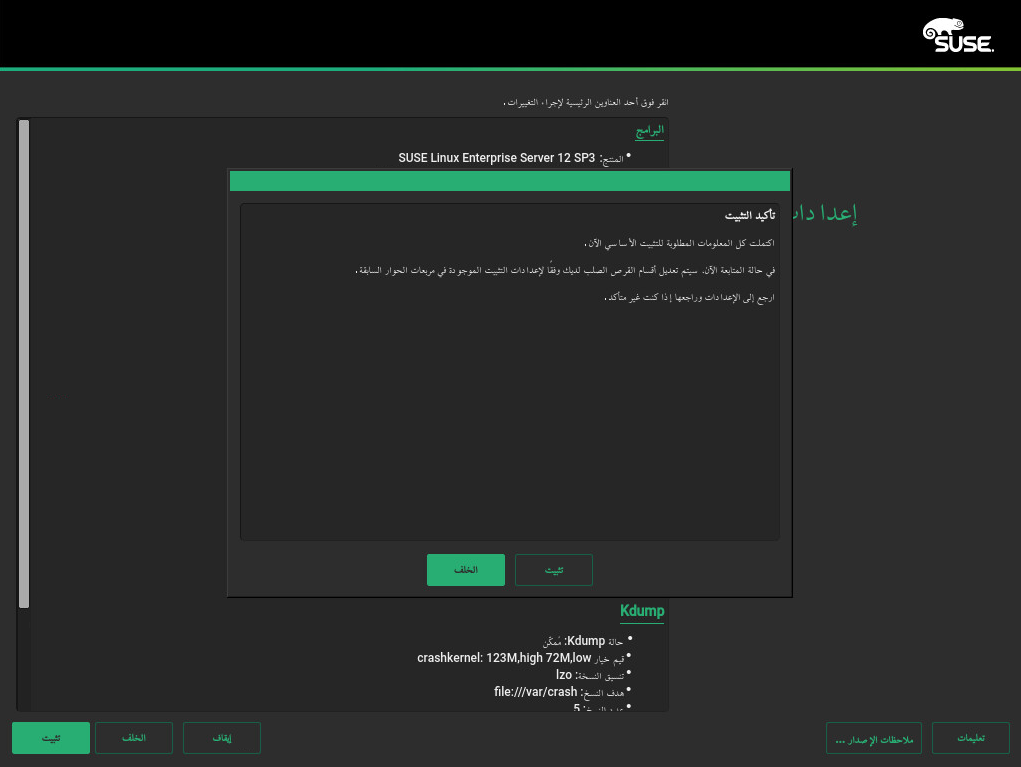 SUSE.
انقر فوق أحد العناوين الرئيسية لإجراء التغييرات.
البرامج
• المنتج: SUSE Linux Enterprise Server 12 SP3
إعدادات
تأكيد التثبيت
اكتملت كل المعلومات المطلوبة للتثبيت الأساسي الآن.
في حالة المتابعة الآن، سيتم تعديل أقسام القرص الصلب لديك وفقًا لإعدادات التثبيت الموجودة في مربعات الحوار السابقة.
ارجع إلى الإعدادات وراجعها إذا كنت غير متأكد.
تثبيت
الخلف
Kdump
• حالة Kdump: مُمكّن
• قيم خيار crashkernel: 123M,high 72M,low
• تنسيق النسخة: lzo
• هدف النسخ: file:///var/crash
• عدد النسخ: 5
تعليمات
ملاحظات الإصدار ...
إيقاف
الخلف
تثبيت